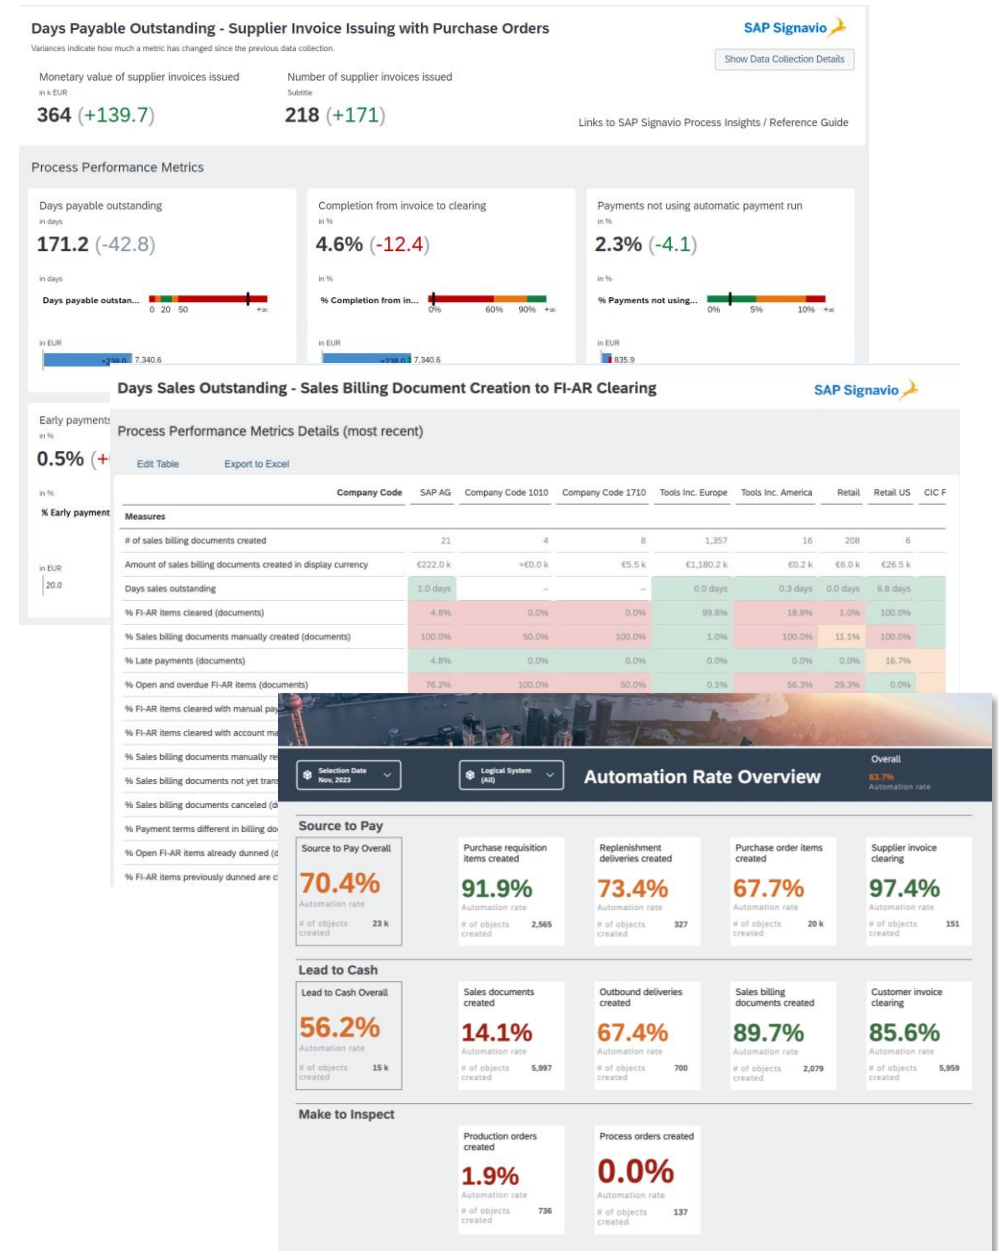 Days Payable Outstanding - Supplier Invoice Issuing with Purchase Orders
SAP Signavio
Variances indicate how much a metric has changed since the previous data collection.
Show Data Collection Details
Monetary value of supplier invoices issued
in k EUR
364 (+139.7)
Number of supplier invoices issued
Subtitle
218 (+171)
Links to SAP Signavio Process Insights / Reference Guide
Process Performance Metrics
Days payable outstanding
in days
171.2 (-42.8)
in days
Days payable outstan...
0 20 50 +∞
in EUR
+238.0 7,340.6
Completion from invoice to clearing
in %
4.6% (-12.4)
in %
% Completion from in...
0% 60% 90% +∞
in EUR
+238.0 7,340.6
Payments not using automatic payment run
in %
2.3% (-4.1)
in %
% Payments not using...
0% 5% 10% +∞
in EUR
835.9
Early payments
in %
0.5% (+
in %
% Early payment
in EUR
20.0
Days Sales Outstanding - Sales Billing Document Creation to FI-AR Clearing
SAP Signavio
Process Performance Metrics Details (most recent)
Edit Table Export to Excel
Company Code SAP AG Company Code 1010 Company Code 1710 Tools Inc. Europe Tools Inc. America Retail Retail US CIC F
Measures
# of sales billing documents created 21 4 8 1,357 16 208 6
Amount of sales billing documents created in display currency €222.0 k +€0.0 k €5.5 k €1,180.2 k €0.2 k €6.0 k €26.5 k
Days sales outstanding 1.0 days – – 0.0 days 0.3 days 0.0 days 6.8 days
% FI-AR items cleared (documents) 4.8% 0.0% 0.0% 99.6% 18.8% 1.0% 100.0%
% Sales billing documents manually created (documents) 100.0% 50.0% 100.0% 1.0% 100.0% 11.1% 100.0%
% Late payments (documents) 4.8% 0.0% 0.0% 0.0% 0.0% 0.0% 16.7%
% Open and overdue FI-AR items (documents) 76.2% 100.0% 50.0% 0.1% 56.3% 29.3% 0.0%
% FI-AR items cleared with manual pay
% FI-AR items cleared with account ma
% Sales billing documents manually re
% Sales billing documents not yet trans
% Sales billing documents canceled (d
% Payment terms different in billing do
% Open FI-AR items already dunned (d
% FI-AR items previously dunned are c
Selection Date
Nov, 2023
Logical System
(All)
Automation Rate Overview
Overall
63.7%
Automation rate
Source to Pay
Source to Pay Overall
70.4%
Automation rate
# of objects created 23 k
Purchase requisition
items created
91.9%
Automation rate
# of objects created 2,565
Replenishment
deliveries created
73.4%
Automation rate
# of objects created 327
Purchase order items
created
67.7%
Automation rate
# of objects created 20 k
Supplier invoice
clearing
97.4%
Automation rate
# of objects created 151
Lead to Cash
Lead to Cash Overall
56.2%
Automation rate
# of objects created 15 k
Sales documents
created
14.1%
Automation rate
# of objects created 5,997
Outbound deliveries
created
67.4%
Automation rate
# of objects created 700
Sales billing
documents created
89.7%
Automation rate
# of objects created 2,079
Customer invoice
clearing
85.6%
Automation rate
# of objects created 5,959
Make to Inspect
Production orders
created
1.9%
Automation rate
# of objects created 736
Process orders created
0.0%
Automation rate
# of objects created 137